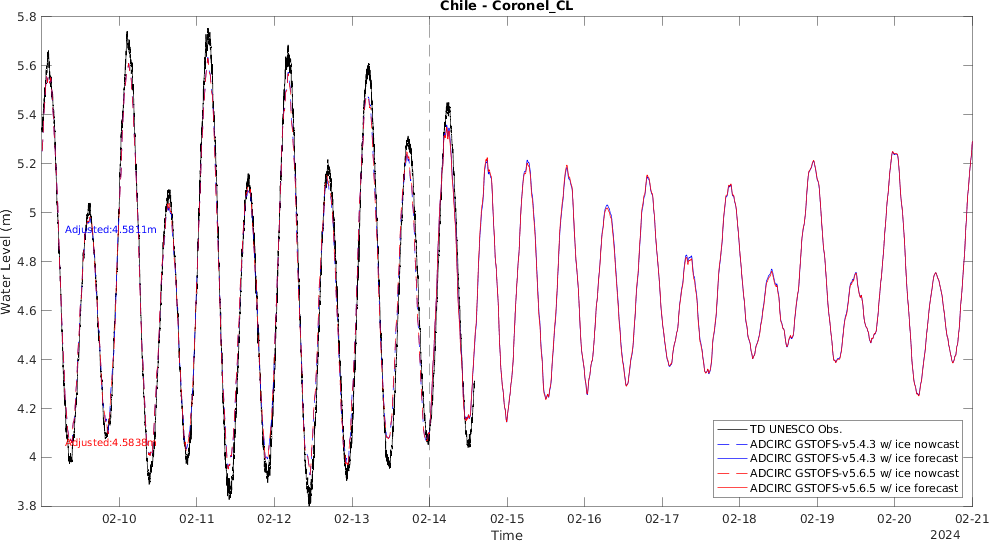 Chile - Coronel_CL
5.8
5.6
5.4
5.2
5
4.8
4.6
4.4
4.2
4
3.8
Water Level (m)
Adjusted:4.5811m
Adjusted:4.5838m
TD UNESCO Obs.
ADCIRC GSTOFS-v5.4.3 w/ ice nowcast
ADCIRC GSTOFS-v5.4.3 w/ ice forecast
ADCIRC GSTOFS-v5.6.5 w/ ice nowcast
ADCIRC GSTOFS-v5.6.5 w/ ice forecast
02-10 02-11 02-12 02-13 02-14 02-15 02-16 02-17 02-18 02-19 02-20 02-21
Time
2024